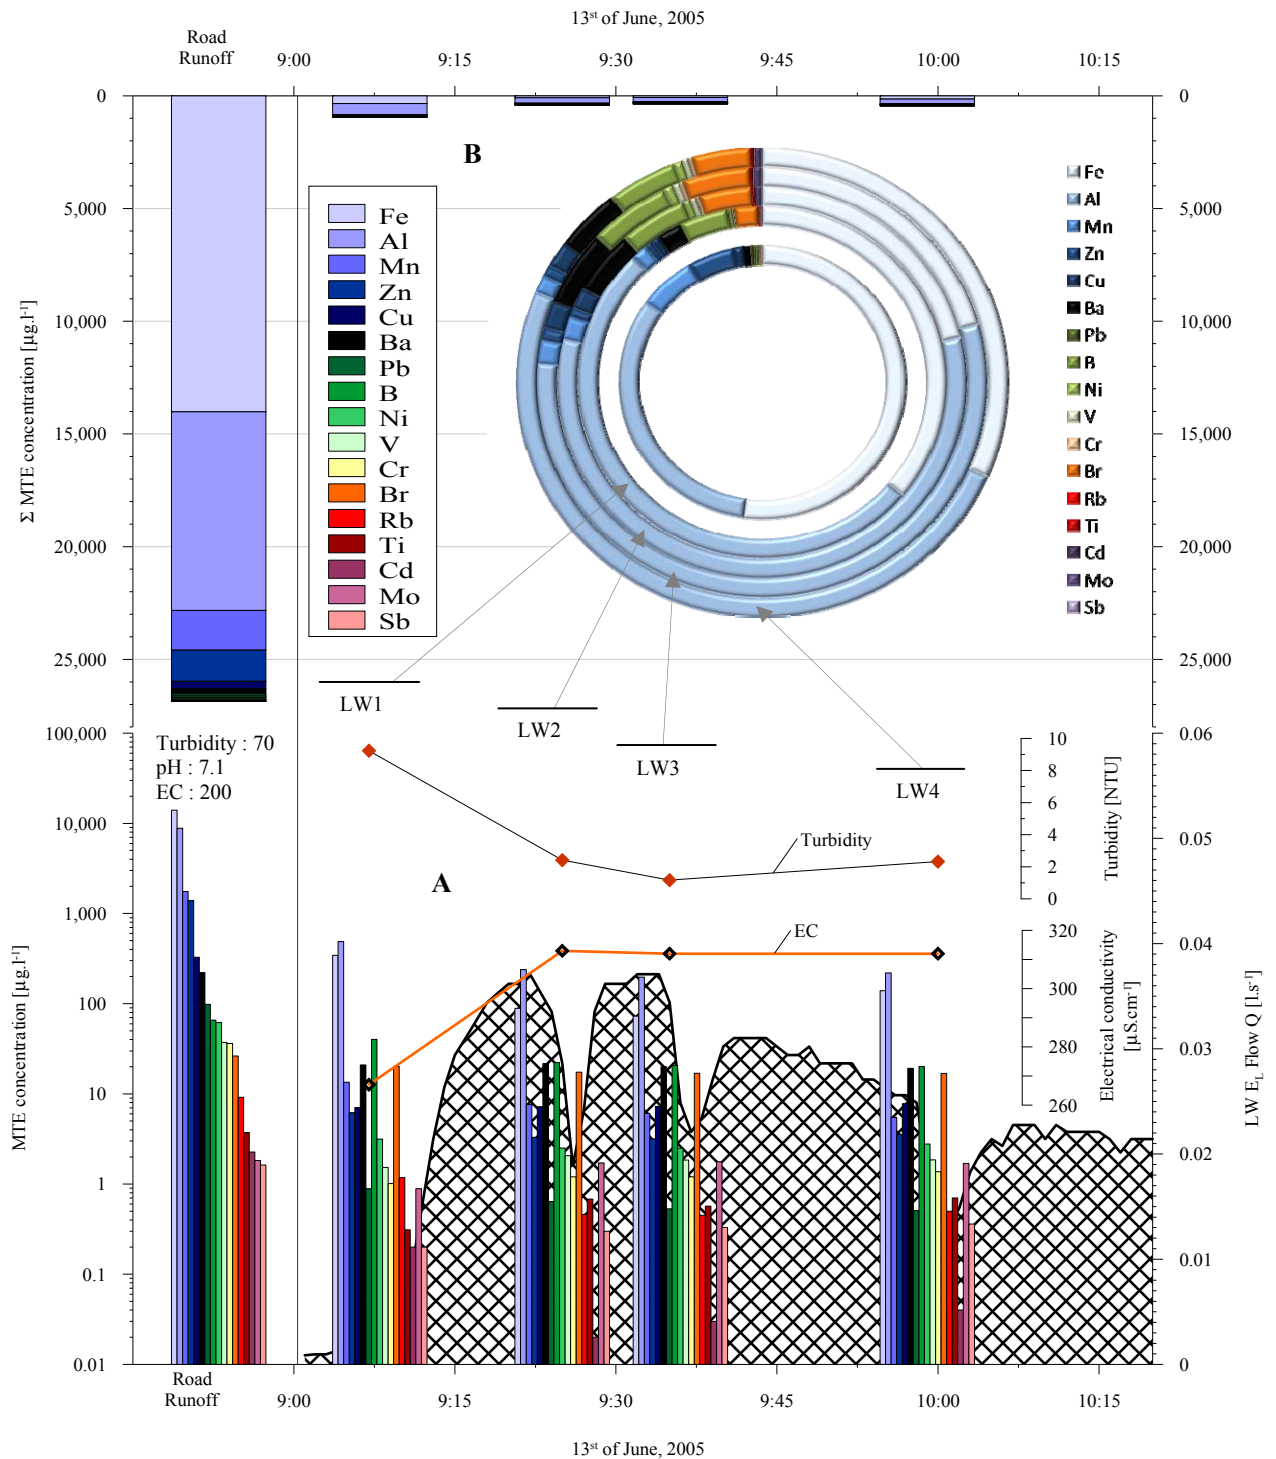 13st of June, 2005
Road
Runoff
9:00
9:15
9:30
9:45
10:00
10:15
0
5,000
10,000
15,000
20,000
25,000
Σ MTE concentration [µg.l-1]
0
5,000
10,000
15,000
20,000
25,000
B
Fe
Al
Mn
Zn
Cu
Ba
Pb
B
Ni
V
Cr
Br
Rb
Ti
Cd
Mo
Sb
Fe
Al
Mn
Zn
Cu
Ba
Pb
B
Ni
V
Cr
Br
Rb
Ti
Cd
Mo
Sb
LW1
LW2
LW3
LW4
Turbidity : 70
pH : 7.1
EC : 200
A
Turbidity
EC
100,000
10,000
1,000
100
10
1
0.1
0.01
MTE concentration [µg.l-1]
10
8
6
4
2
0
Turbidity [NTU]
320
300
280
260
Electrical conductivity
[µS.cm-1]
0.06
0.05
0.04
0.03
0.02
0.01
0
LW EL Flow Q [l.s-1]
Road
Runoff
9:00
9:15
9:30
9:45
10:00
10:15
13st of June, 2005